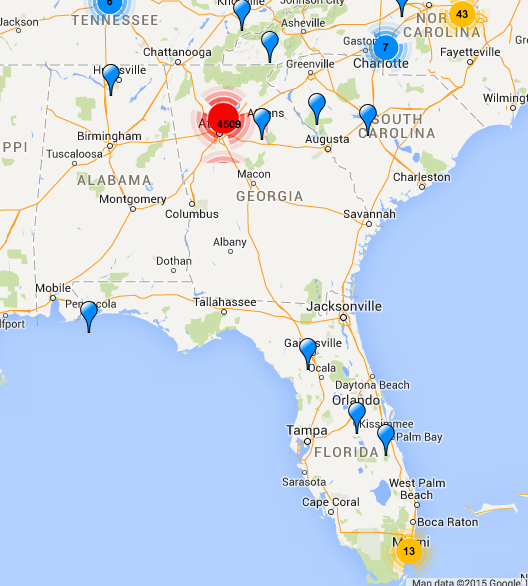 Johnson City
6
Knoxville
TENNESSEE
Jackson
Asheville
NORTH
43
CAROLINA
Gastonia
7
Charlotte
Fayetteville
Chattanooga
Greenville
Huntsville
Wilmington
4509
Athens
SOUTH
CAROLINA
Augusta
Birmingham
Tuscaloosa
PPI
ALABAMA
Macon
GEORGIA
Charleston
Montgomery
Columbus
Savannah
Albany
Dothan
Mobile
Pensacola
Tallahassee
Jacksonville
lfport
Gainesville
Ocala
Daytona Beach
Orlando
Kissimmee
Tampa
Palm Bay
FLORIDA
Sarasota
West Palm
Beach
Cape Coral
Boca Raton
Miami
13
Map data ©2015 Google